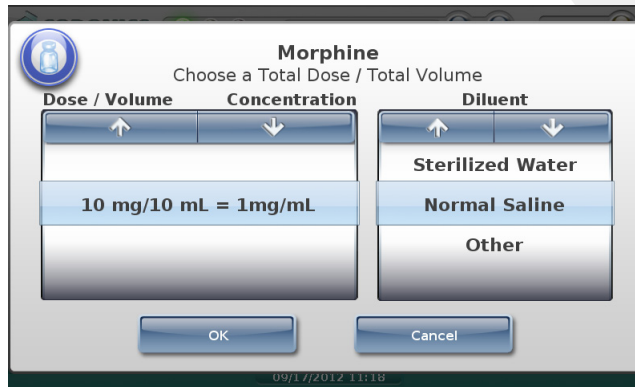 Morphine
Choose a Total Dose / Total Volume
Dose / Volume Concentration Diluent
Sterilized Water
10 mg/10 mL = 1mg/mL Normal Saline
Other
OK Cancel
09/17/2012 11:18